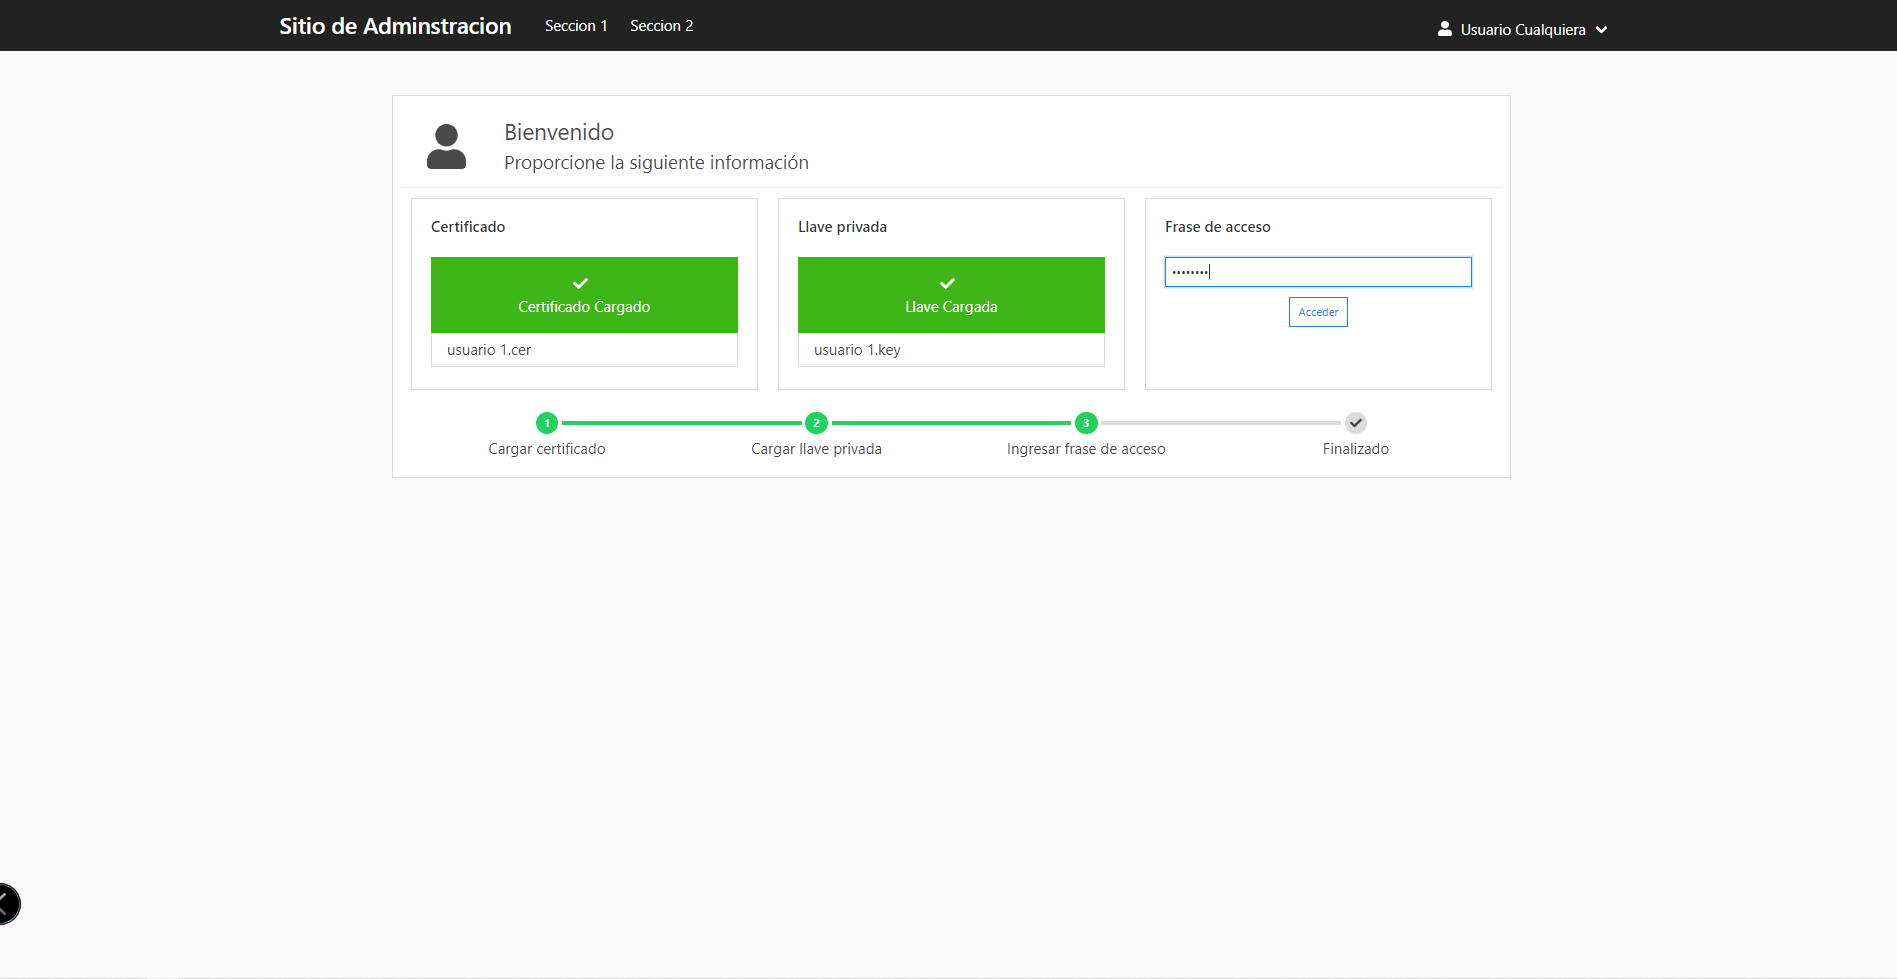 Sitio de Adminstracion
Seccion 1
Seccion 2
Usuario Cualquiera
Bienvenido
Proporcione la siguiente información
Certificado
Certificado Cargado
usuario 1.cer
Llave privada
Llave Cargada
usuario 1.key
Frase de acceso
••••••••
Acceder
1
Cargar certificado
2
Cargar llave privada
3
Ingresar frase de acceso
Finalizado